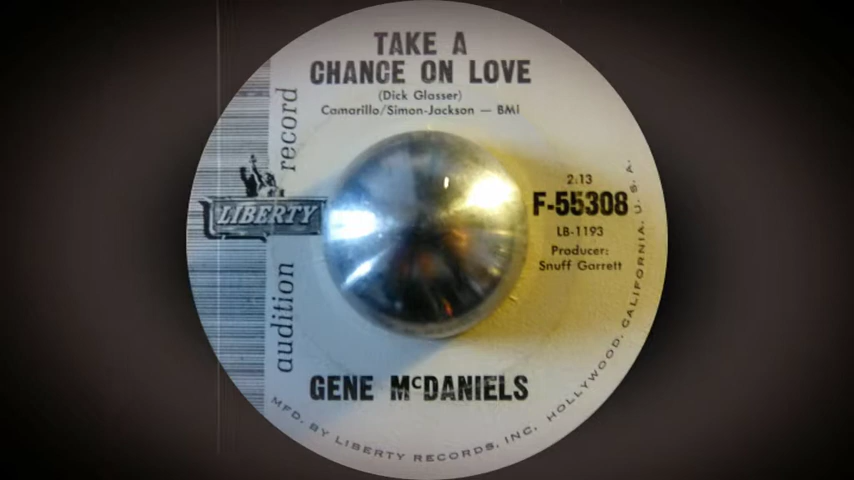 TAKE A
CHANCE ON LOVE
(Dick Glasser)
Camarillo/Simon-Jackson — BMI
audition record
LIBERTY
2:13
F-55308
LB-1193
Producer:
Snuff Garrett
GENE McDANIELS
MFD. BY LIBERTY RECORDS, INC. HOLLYWOOD, CALIFORNIA, U. S. A.